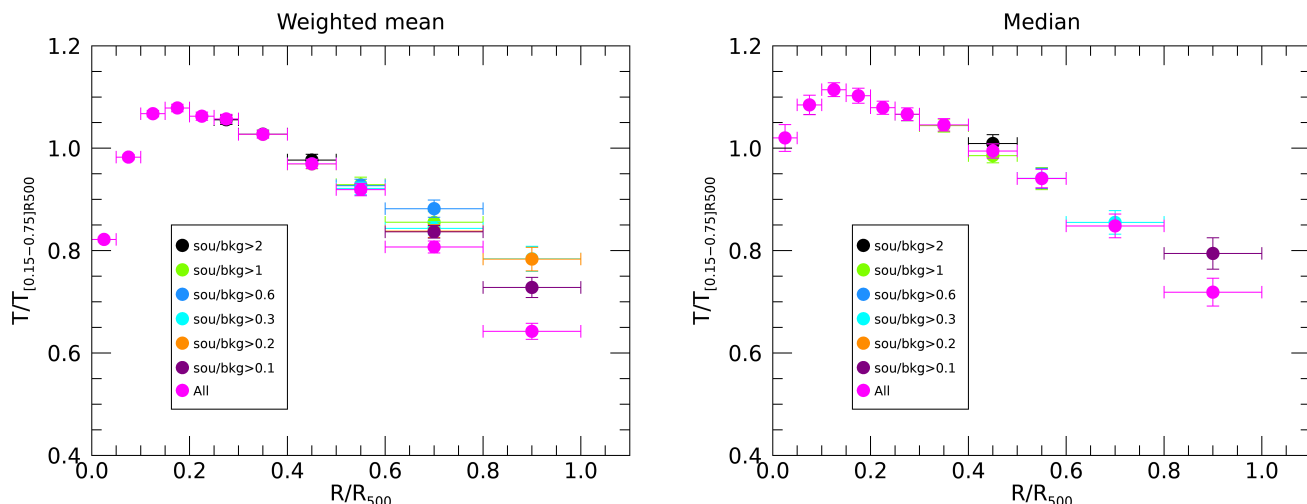 Weighted mean
1.2
1.0
0.8
0.6
0.4
T/T[0.15−0.75]R500
sou/bkg>2
sou/bkg>1
sou/bkg>0.6
sou/bkg>0.3
sou/bkg>0.2
sou/bkg>0.1
All
0.0 0.2 0.4 0.6 0.8 1.0
R/R500
Median
1.2
1.0
0.8
0.6
0.4
T/T[0.15−0.75]R500
sou/bkg>2
sou/bkg>1
sou/bkg>0.6
sou/bkg>0.3
sou/bkg>0.2
sou/bkg>0.1
All
0.0 0.2 0.4 0.6 0.8 1.0
R/R500